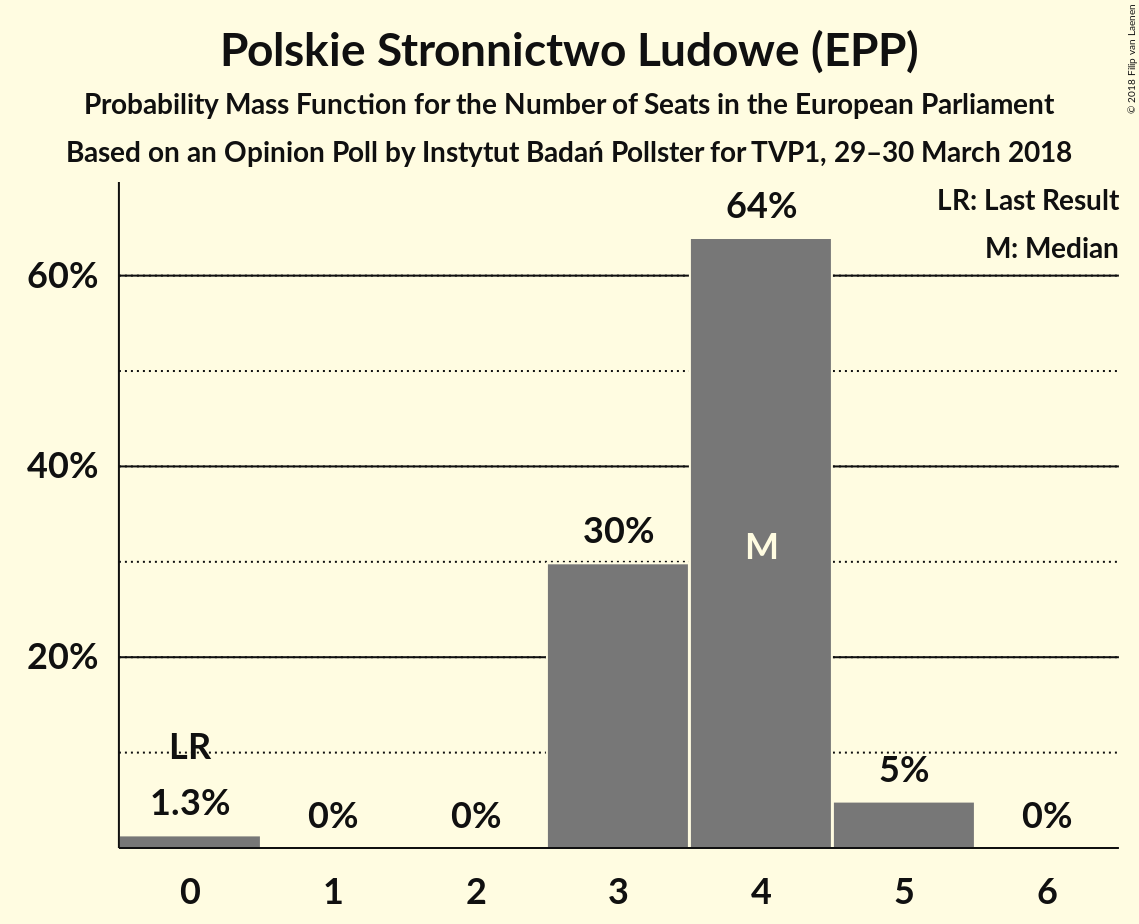 Polskie Stronnictwo Ludowe (EPP)
Probability Mass Function for the Number of Seats in the European Parliament
Based on an Opinion Poll by Instytut Badań Pollster for TVP1, 29–30 March 2018
© 2018 Filip van Laenen
LR: Last Result
M: Median
60%
40%
20%
LR
1.3%
0%
0%
30%
64%
M
5%
0%
0
1
2
3
4
5
6